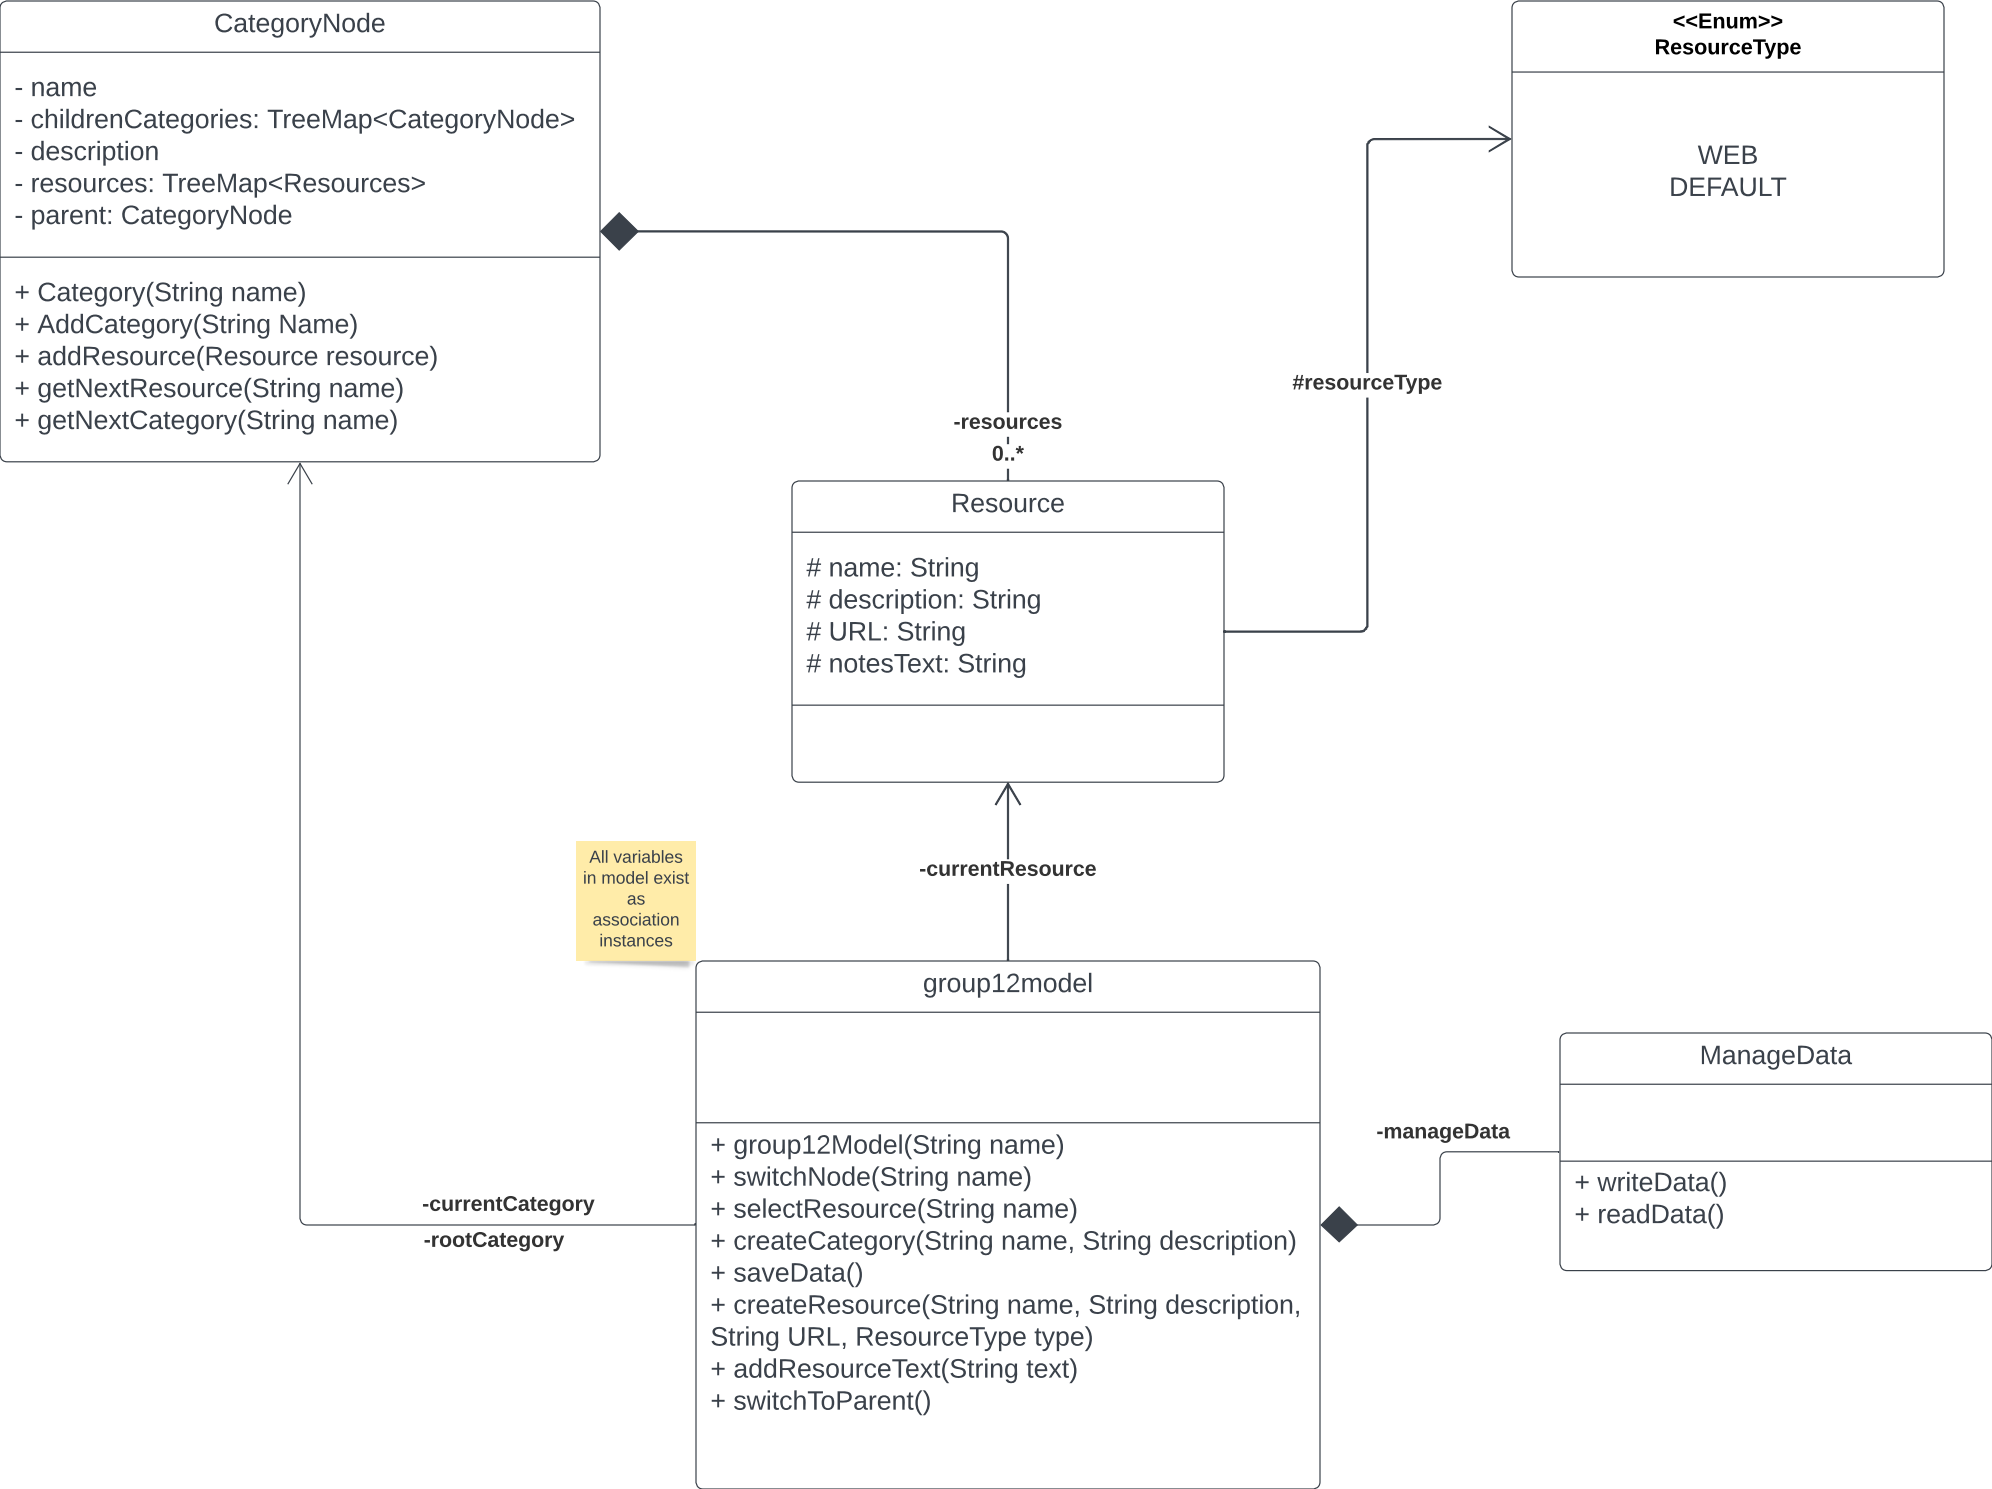 CategoryNode
- name
- childrenCategories: TreeMap<CategoryNode>
- description
- resources: TreeMap<Resources>
- parent: CategoryNode
+ Category(String name)
+ AddCategory(String Name)
+ addResource(Resource resource)
+ getNextResource(String name)
+ getNextCategory(String name)
<<Enum>>
ResourceType
WEB
DEFAULT
#resourceType
-resources
0..*
Resource
# name: String
# description: String
# URL: String
# notesText: String
All variables
in model exist
as
association
instances
-currentResource
group12model
+ group12Model(String name)
+ switchNode(String name)
+ selectResource(String name)
+ createCategory(String name, String description)
+ saveData()
+ createResource(String name, String description,
String URL, ResourceType type)
+ addResourceText(String text)
+ switchToParent()
-currentCategory
-rootCategory
-manageData
ManageData
+ writeData()
+ readData()